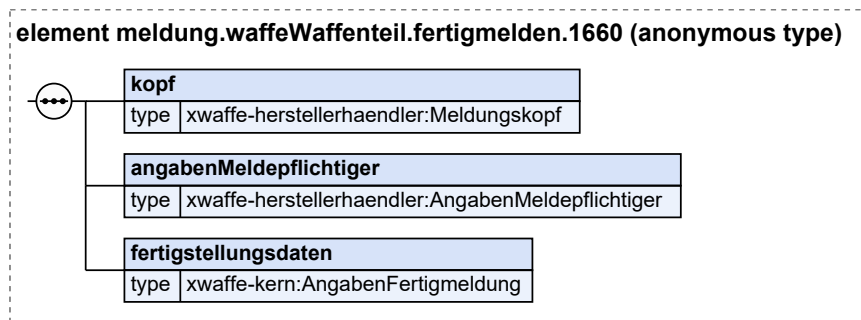 element meldung.waffeWaffenteil.fertigmelden.1660 (anonymous type)
kopf
type xwaffe-herstellerhaendler:Meldungskopf
angabenMeldepflichtiger
type xwaffe-herstellerhaendler:AngabenMeldepflichtiger
fertigstellungsdaten
type xwaffe-kern:AngabenFertigmeldung